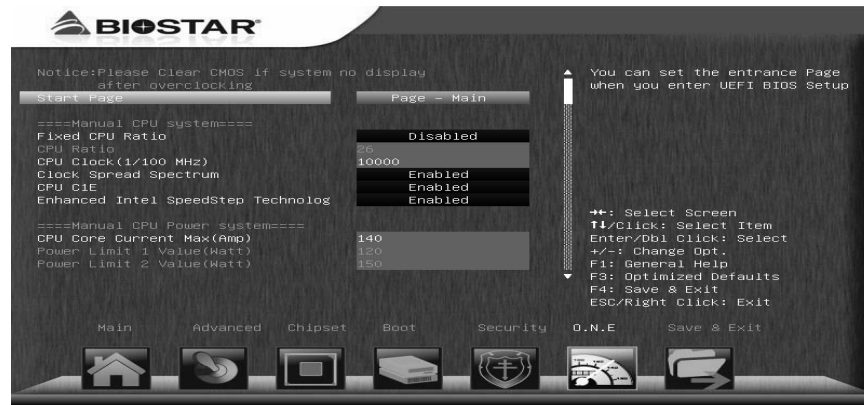 BIOSTAR®
Notice:Please Clear CMOS if system no display
after overclocking
Start Page Page - Main
====Manual CPU system====
Fixed CPU Ratio Disabled
CPU Ratio 26
CPU Clock(1/100 MHz) 10000
Clock Spread Spectrum Enabled
CPU C1E Enabled
Enhanced Intel SpeedStep Technolog Enabled
====Manual CPU Power system====
CPU Core Current Max(Amp) 140
Power Limit 1 Value(Watt) 120
Power Limit 2 Value(Watt) 150
You can set the entrance Page
when you enter UEFI BIOS Setup
→←: Select Screen
↑↓/Click: Select Item
Enter/Dbl Click: Select
+/-: Change Opt.
F1: General Help
F3: Optimized Defaults
F4: Save & Exit
ESC/Right Click: Exit
Main Advanced Chipset Boot Security O.N.E Save & Exit